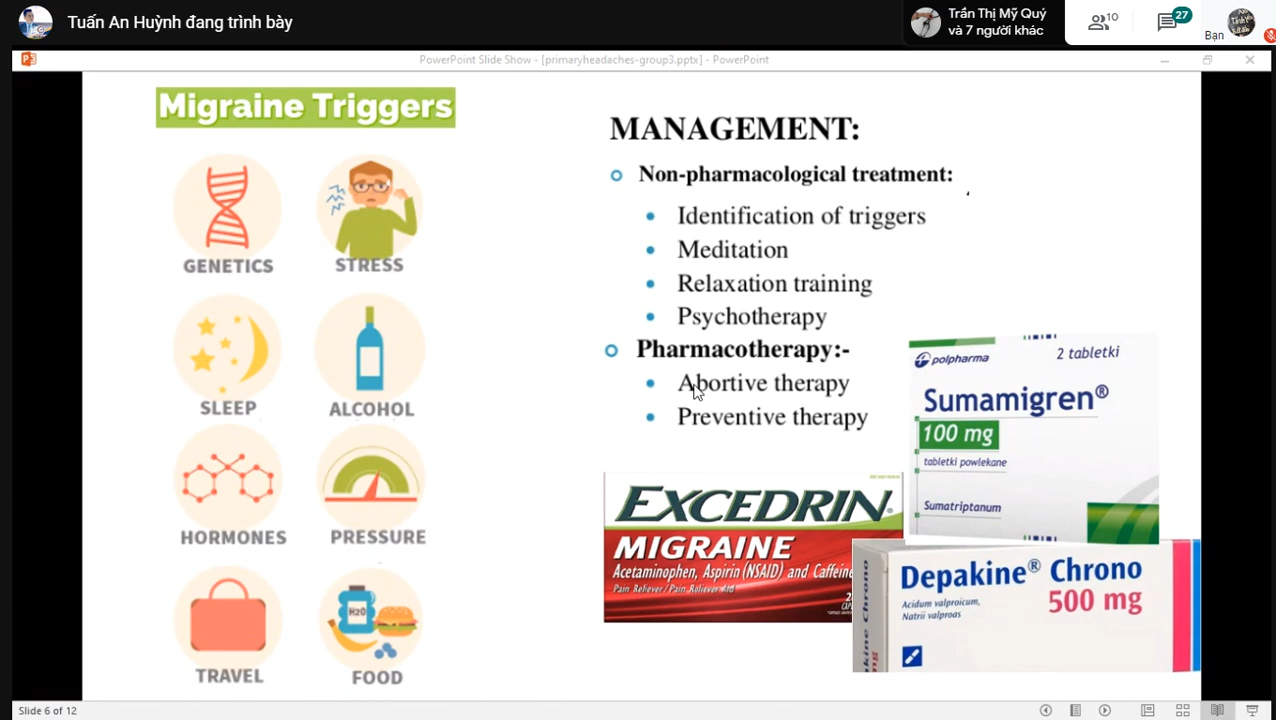 Tuấn An Huỳnh đang trình bày
Trần Thị Mỹ Quý
và 7 người khác
10
27
Bạn
PowerPoint Slide Show - [primaryheadaches-group3.pptx] - PowerPoint
Migraine Triggers
GENETICS
STRESS
SLEEP
ALCOHOL
HORMONES
PRESSURE
TRAVEL
H2O
FOOD
MANAGEMENT:
Non-pharmacological treatment:
Identification of triggers
Meditation
Relaxation training
Psychotherapy
Pharmacotherapy:-
Abortive therapy
Preventive therapy
polpharma
2 tabletki
Sumamigren®
100 mg
tabletki powlekane
Sumatriptanum
EXCEDRIN®
MIGRAINE
Acetaminophen, Aspirin (NSAID) and Caffeine
Pain Reliever/Pain Reliever Aid
Depakine® Chrono
500 mg
Acidum valproicum,
Natrii valproas
Slide 6 of 12